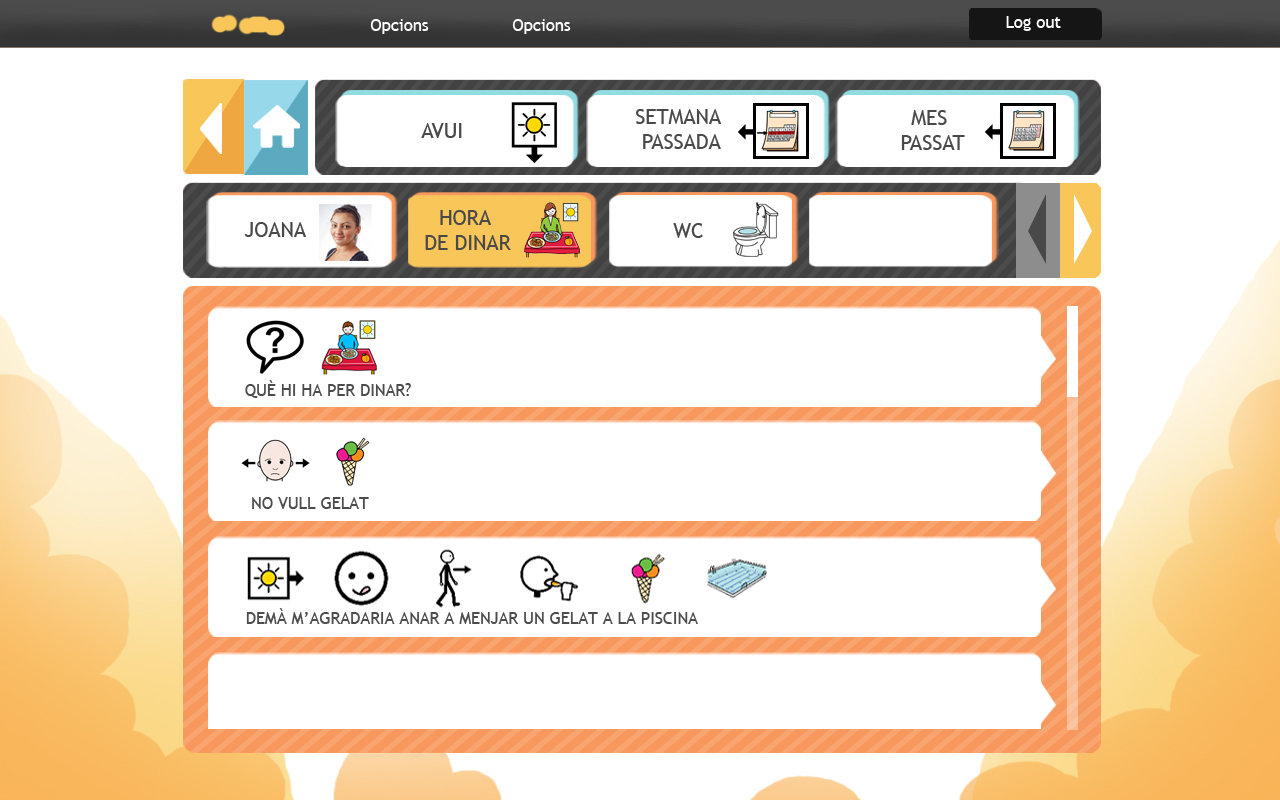 Opcions
Opcions
Log out
AVUI
SETMANA
PASSADA
MES
PASSAT
JOANA
HORA
DE DINAR
WC
?
QUÈ HI HA PER DINAR?
NO VULL GELAT
DEMÀ M'AGRADARIA ANAR A MENJAR UN GELAT A LA PISCINA